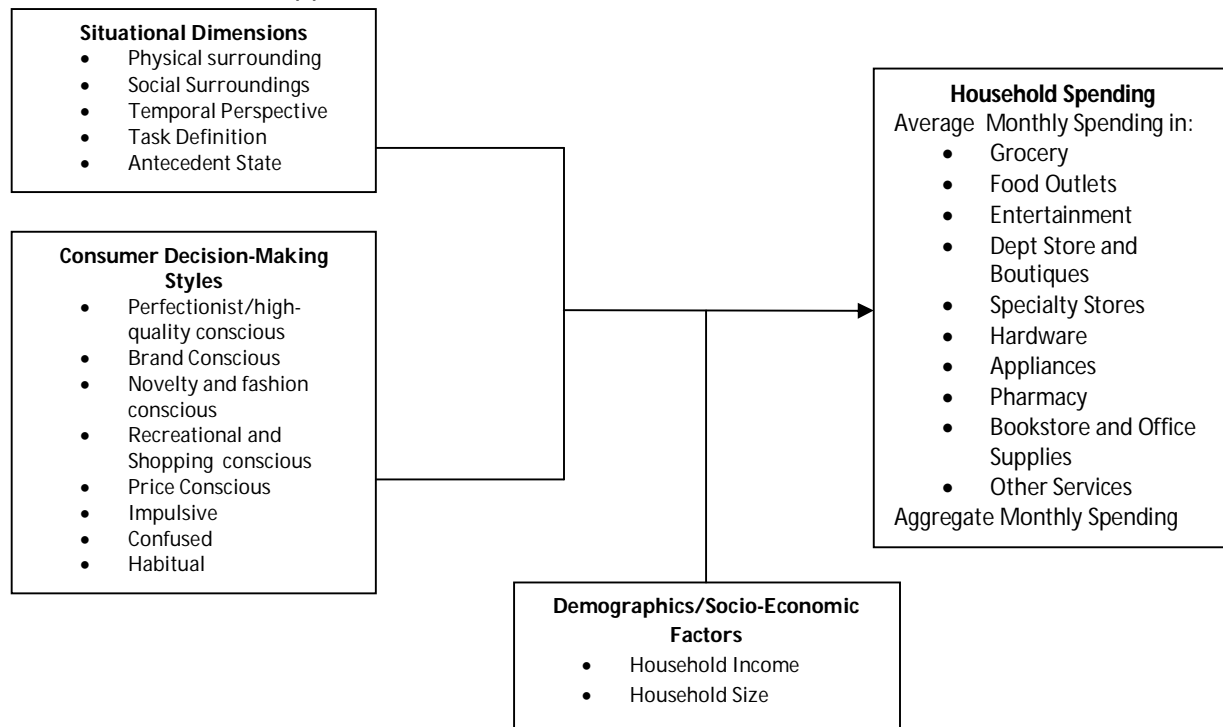 Situational Dimensions
• Physical surrounding
• Social Surroundings
• Temporal Perspective
• Task Definition
• Antecedent State
Consumer Decision-Making
Styles
• Perfectionist/high-
quality conscious
• Brand Conscious
• Novelty and fashion
conscious
• Recreational and
Shopping conscious
• Price Conscious
• Impulsive
• Confused
• Habitual
Household Spending
Average Monthly Spending in:
• Grocery
• Food Outlets
• Entertainment
• Dept Store and
Boutiques
• Specialty Stores
• Hardware
• Appliances
• Pharmacy
• Bookstore and Office
Supplies
• Other Services
Aggregate Monthly Spending
Demographics/Socio-Economic
Factors
• Household Income
• Household Size